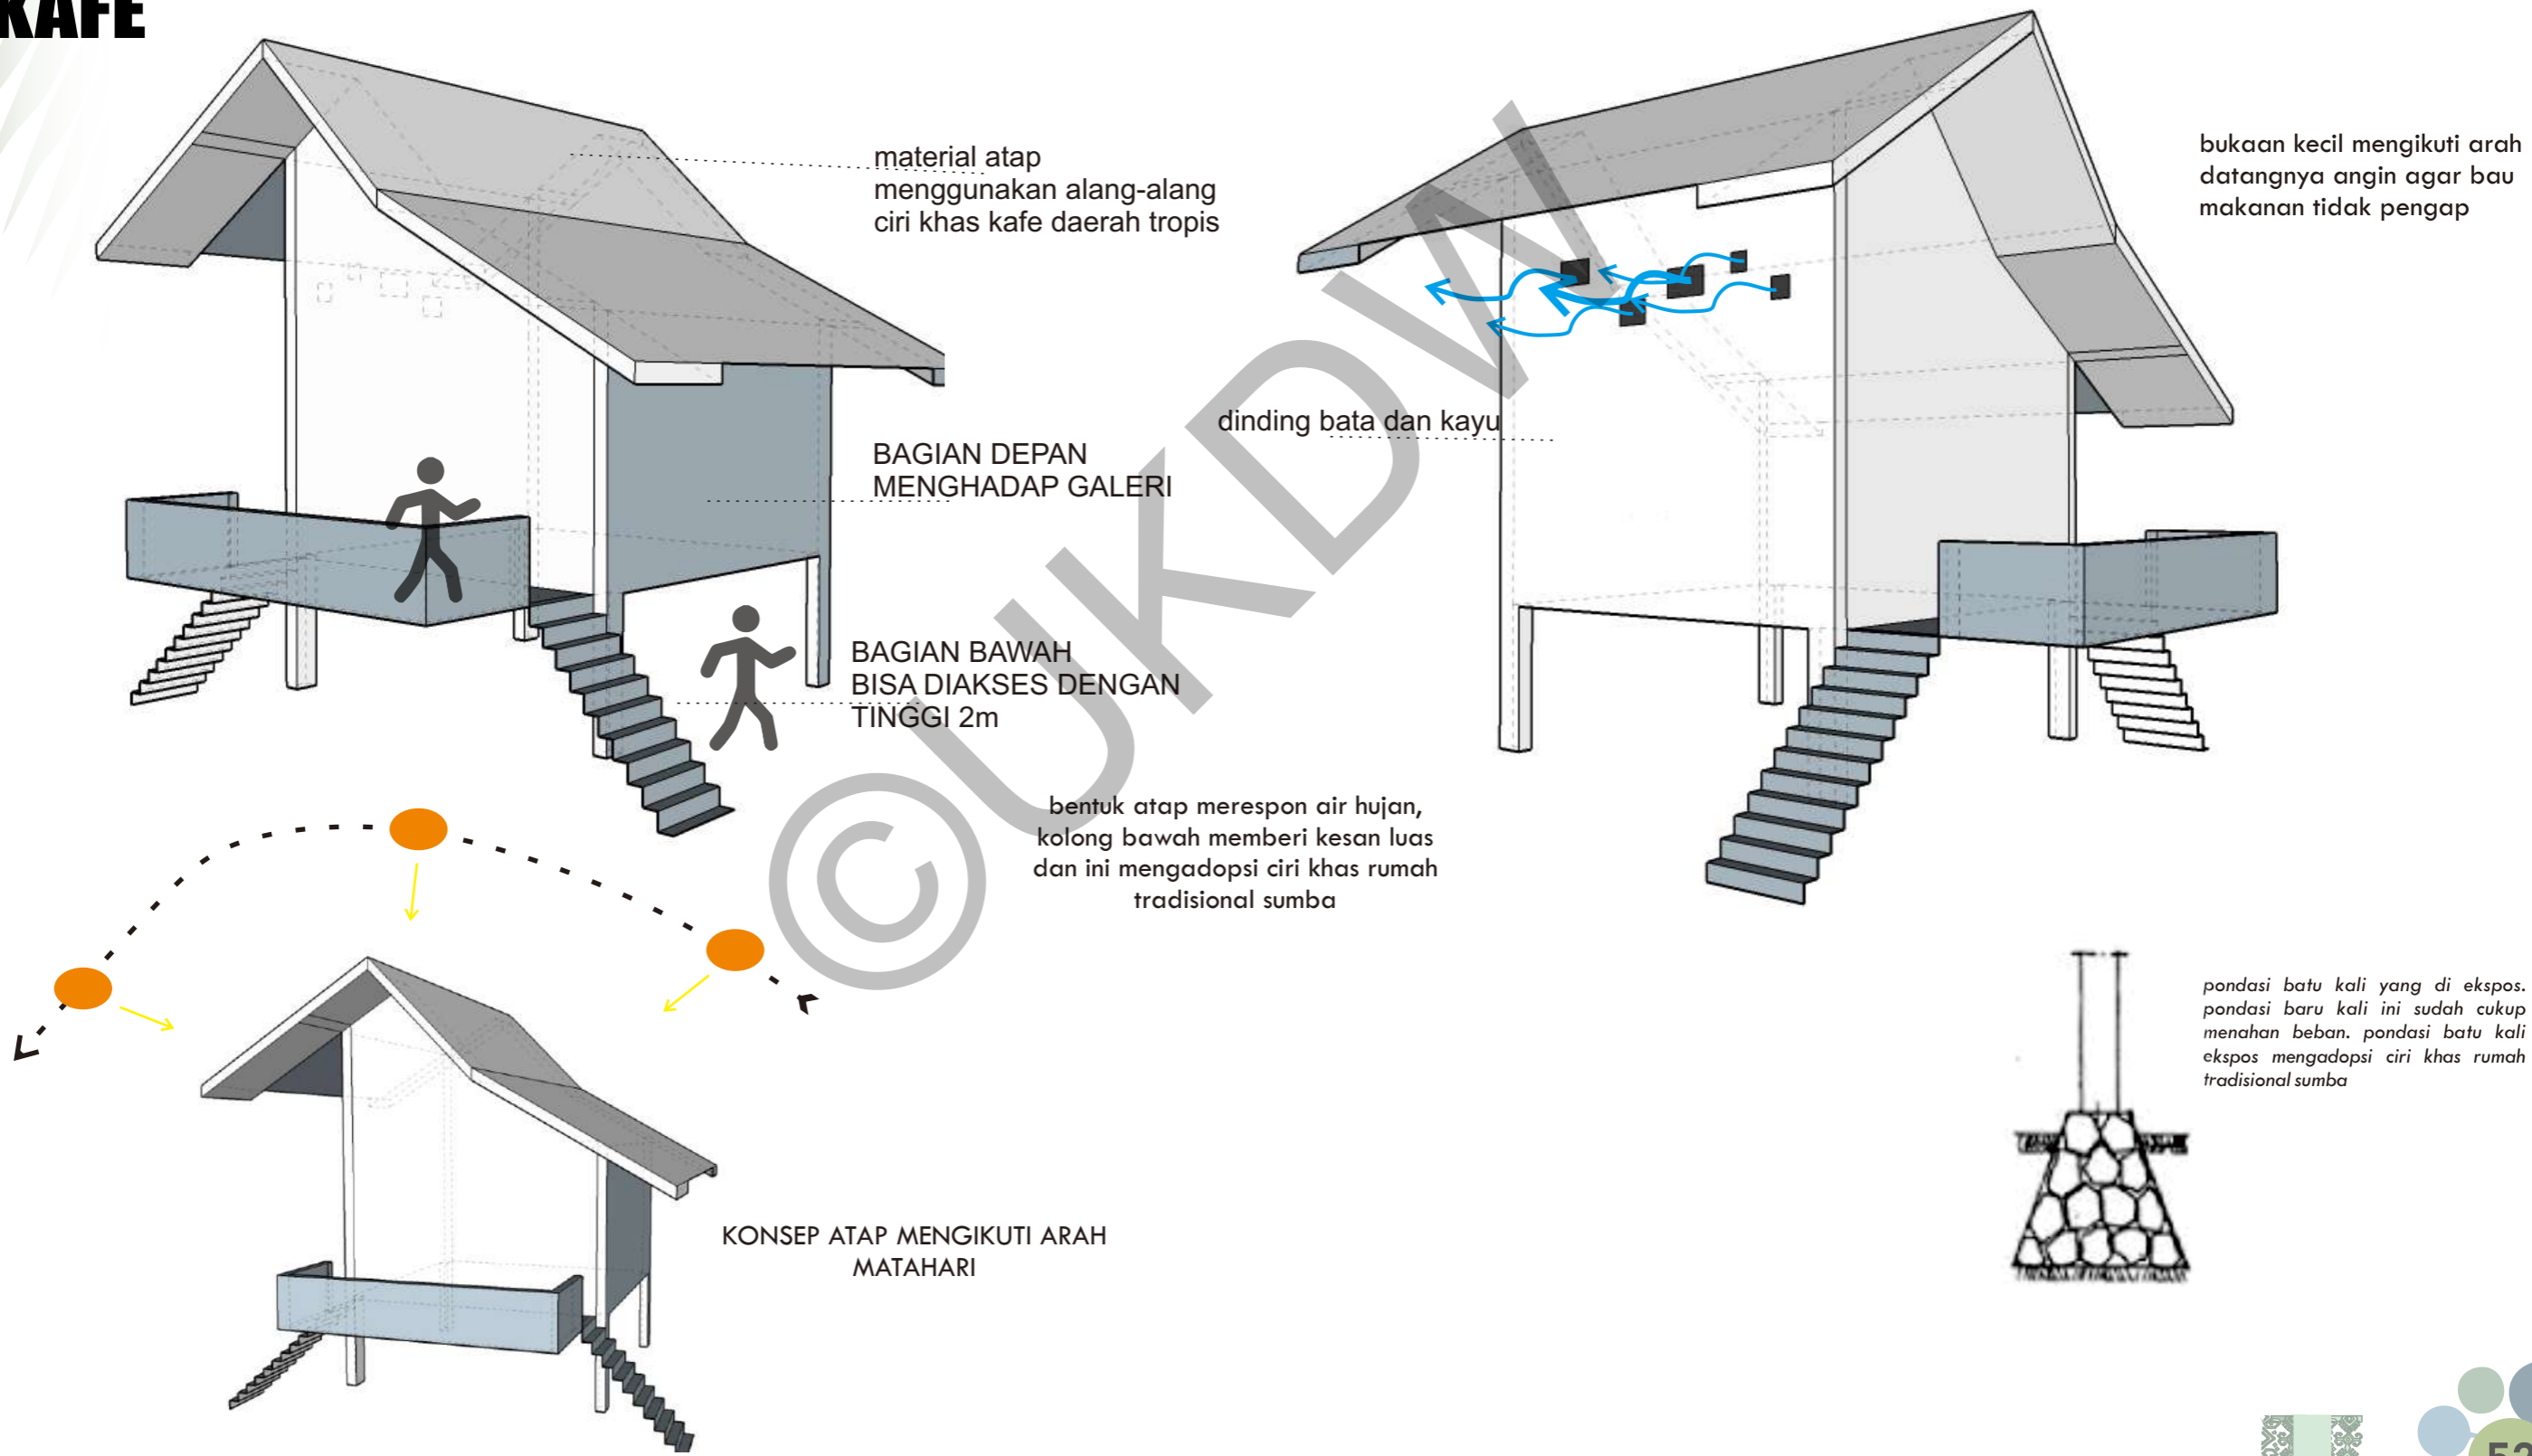 KAFE
material atap
menggunakan alang-alang
ciri khas kafe daerah tropis
bukaan kecil mengikuti arah
datangnya angin agar bau
makanan tidak pengap
dinding bata dan kayu
BAGIAN DEPAN
MENGHADAP GALERI
BAGIAN BAWAH
BISA DIAKSES DENGAN
TINGGI 2m
bentuk atap merespon air hujan,
kolong bawah memberi kesan luas
dan ini mengadopsi ciri khas rumah
tradisional sumba
pondasi batu kali yang di ekspos.
pondasi baru kali ini sudah cukup
menahan beban. pondasi batu kali
ekspos mengadopsi ciri khas rumah
tradisional sumba
KONSEP ATAP MENGIKUTI ARAH
MATAHARI
©UKDW